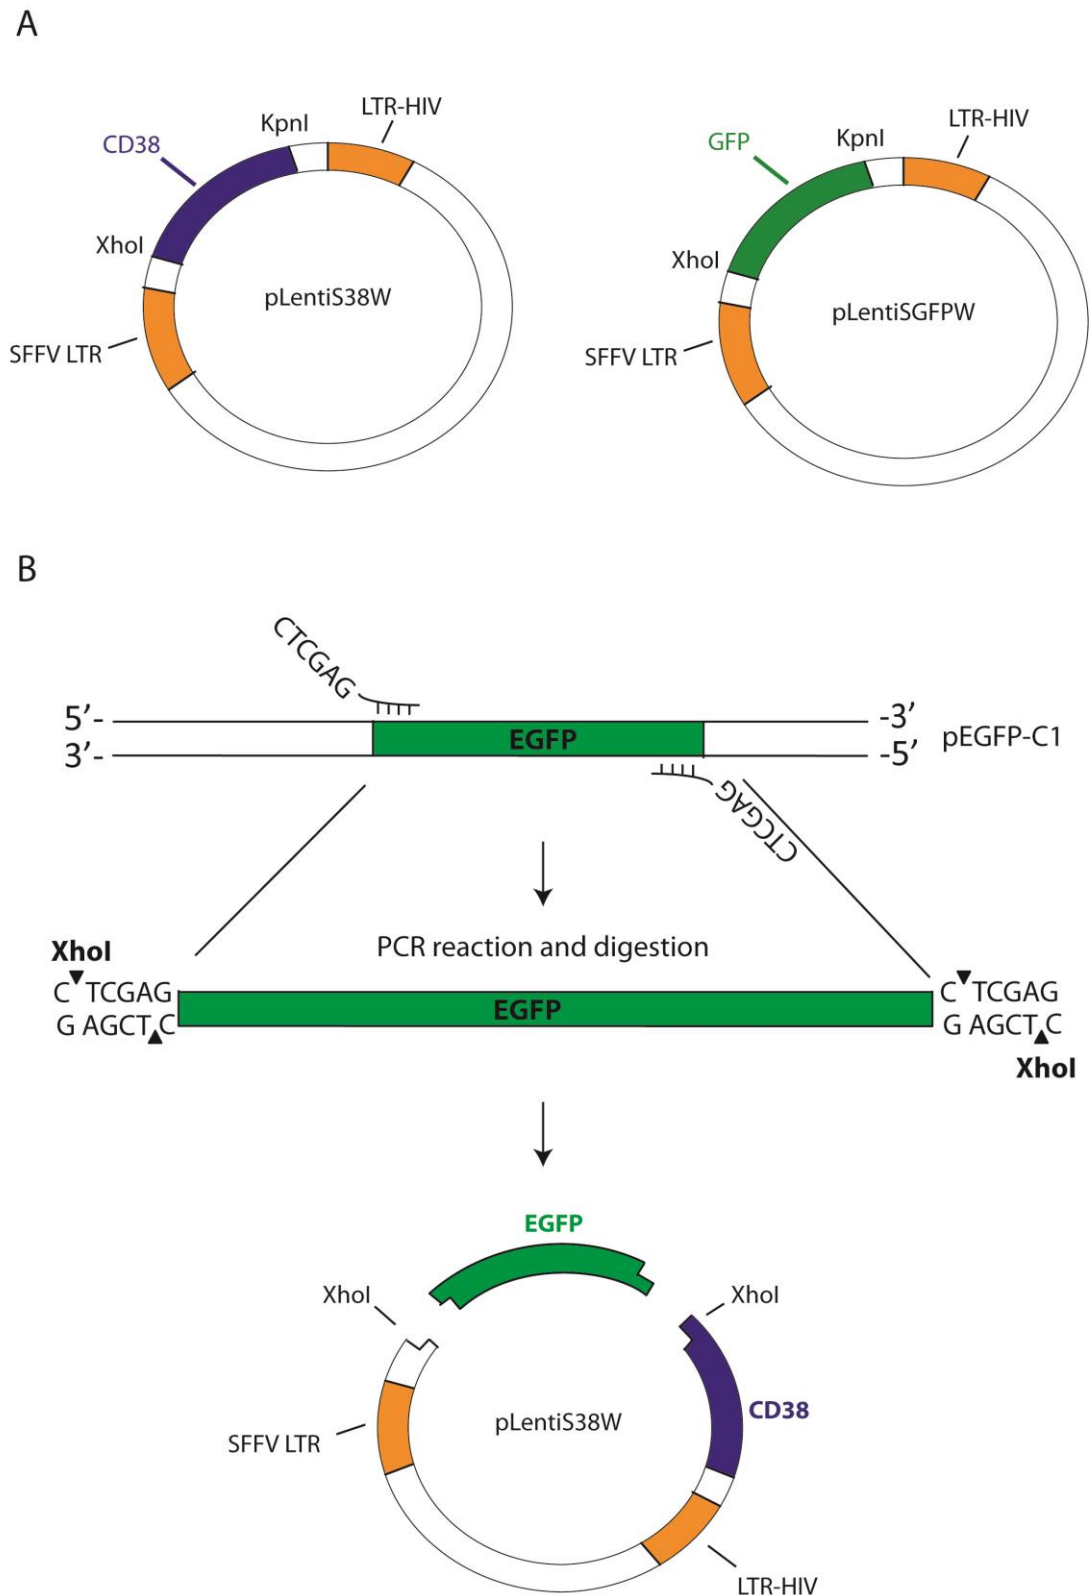 A
LTR-HIV
KpnI
CD38
XhoI
pLentiS38W
SFFV LTR
LTR-HIV
KpnI
GFP
XhoI
pLentiSGFPW
SFFV LTR
B
CTCGAG
5’-
-3’
EGFP
3’-
-5’
pEGFP-C1
CTCGAG
PCR reaction and digestion
XhoI
C TCGAG
G AGCT C
EGFP
C TCGAG
G AGCT C
XhoI
EGFP
XhoI
XhoI
CD38
pLentiS38W
SFFV LTR
LTR-HIV